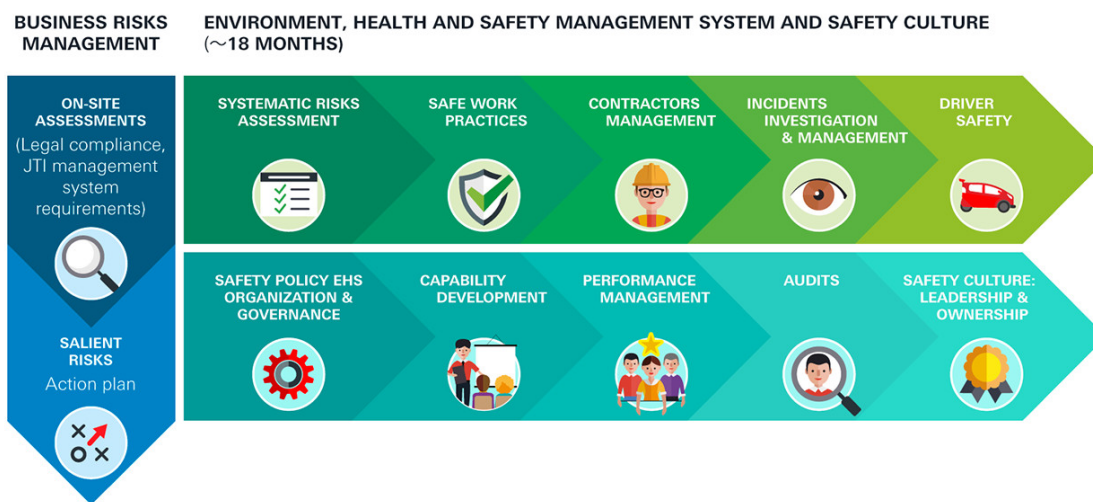 BUSINESS RISKS
MANAGEMENT
ENVIRONMENT, HEALTH AND SAFETY MANAGEMENT SYSTEM AND SAFETY CULTURE
(~18 MONTHS)
ON-SITE
ASSESSMENTS
(Legal compliance,
JTI management
system
requirements)
SALIENT
RISKS
Action plan
SYSTEMATIC RISKS
ASSESSMENT
SAFE WORK
PRACTICES
CONTRACTORS
MANAGEMENT
INCIDENTS
INVESTIGATION
& MANAGEMENT
DRIVER
SAFETY
SAFETY POLICY EHS
ORGANIZATION &
GOVERNANCE
CAPABILITY
DEVELOPMENT
PERFORMANCE
MANAGEMENT
AUDITS
SAFETY CULTURE:
LEADERSHIP &
OWNERSHIP